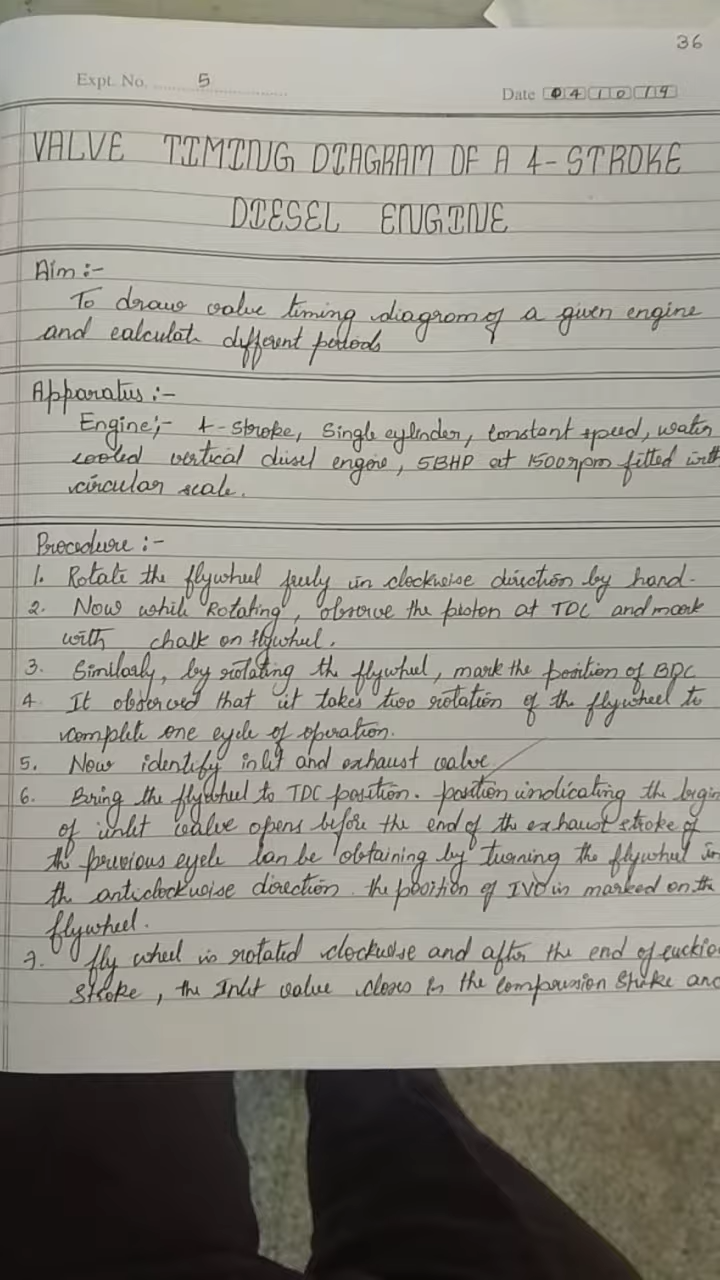 36
Expt. No. 5
Date 04 10 19
VALVE TIMING DIAGRAM OF A 4-STROKE
DIESEL ENGINE
Aim :-
To draw valve timing diagram of a given engine
and calculate different periods
Apparatus :-
Engine;- 4-stroke, Single cylinder, constant speed, water
cooled vertical diesel engine, 5BHP at 1500rpm fitted with
circular scale.
Procedure :-
1. Rotate the flywheel freely in clockwise direction by hand.
2. Now while Rotating, observe the piston at TDC and mark
with chalk on flywheel.
3. Similarly, by rotating the flywheel, mark the position of BDC
4. It observed that it takes two rotation of the flywheel to
complete one cycle of operation.
5. Now identify inlet and exhaust valve
6. Bring the flywheel to TDC position. position indicating the begin
of inlet valve opens before the end of the exhaust stroke of
the previous cycle can be obtaining by turning the flywheel in
the anticlockwise direction the position of IVO is marked on the
flywheel.
7. fly wheel is rotated clockwise and after the end of suctio
stroke, the Inlet valve closes in the compression stroke and